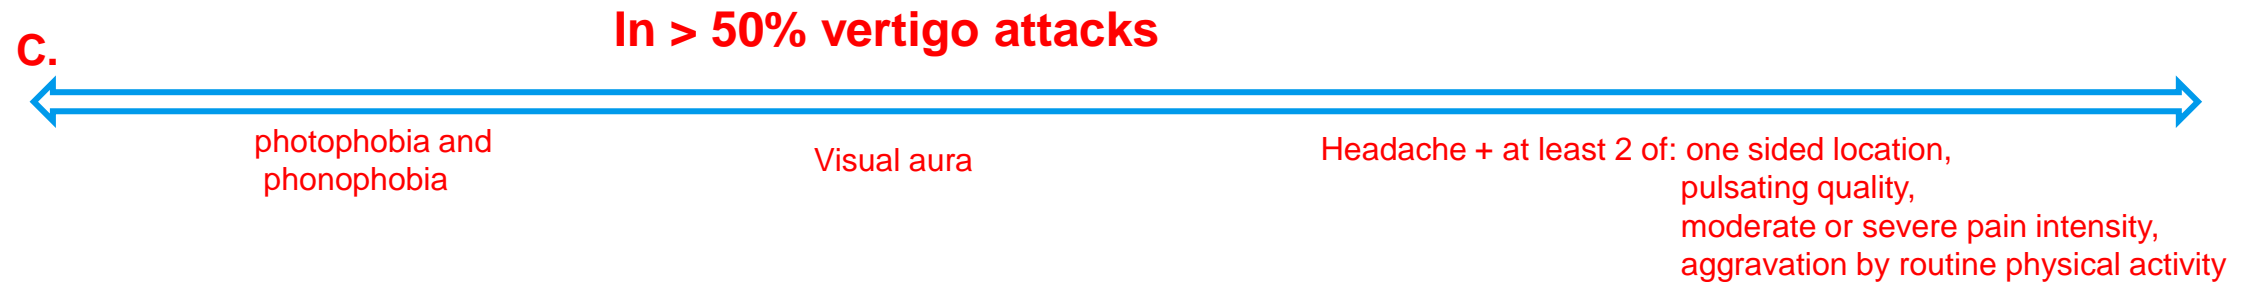 In > 50% vertigo attacks
C.
photophobia and
phonophobia
Visual aura
Headache + at least 2 of: one sided location,
pulsating quality,
moderate or severe pain intensity,
aggravation by routine physical activity